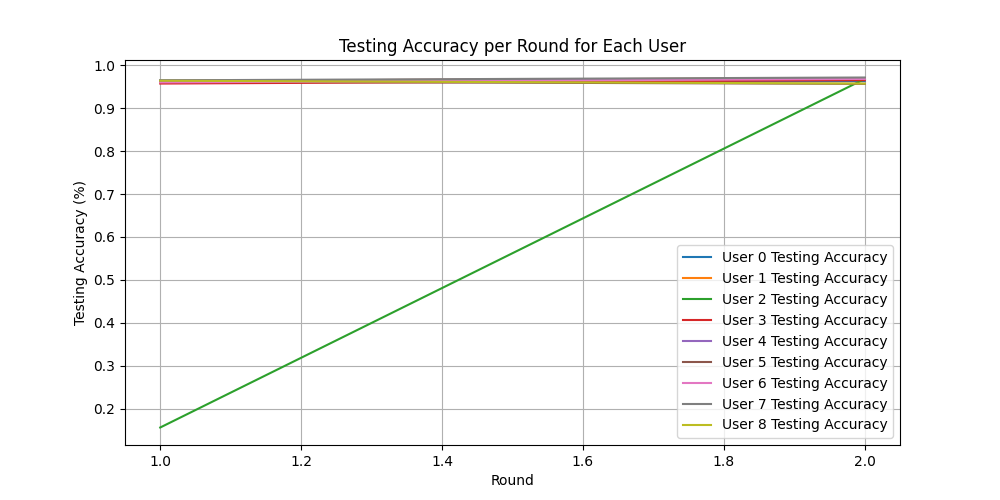 Testing Accuracy per Round for Each User
Testing Accuracy (%)
1.0
0.9
0.8
0.7
0.6
0.5
0.4
0.3
0.2
User 0 Testing Accuracy
User 1 Testing Accuracy
User 2 Testing Accuracy
User 3 Testing Accuracy
User 4 Testing Accuracy
User 5 Testing Accuracy
User 6 Testing Accuracy
User 7 Testing Accuracy
User 8 Testing Accuracy
1.0 1.2 1.4 1.6 1.8 2.0
Round